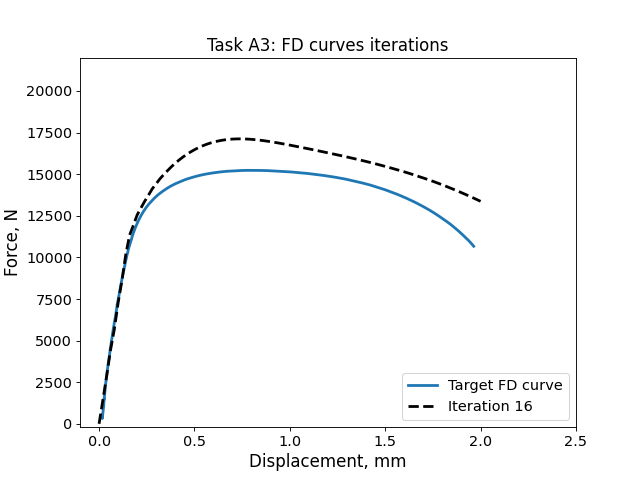 Task A3: FD curves iterations
Force, N
20000
17500
15000
12500
10000
7500
5000
2500
0
Target FD curve
Iteration 16
0.0 0.5 1.0 1.5 2.0 2.5
Displacement, mm